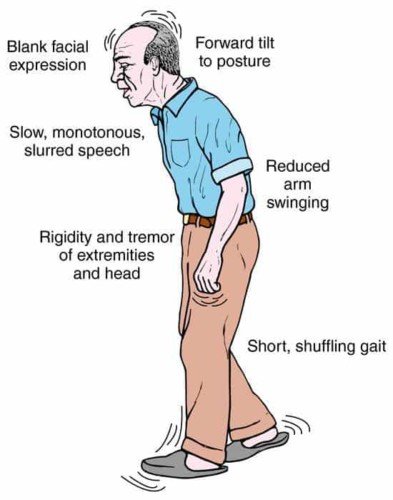 Blank facial
expression
Forward tilt
to posture
Slow, monotonous,
slurred speech
Reduced
arm
swinging
Rigidity and tremor
of extremities
and head
Short, shuffling gait